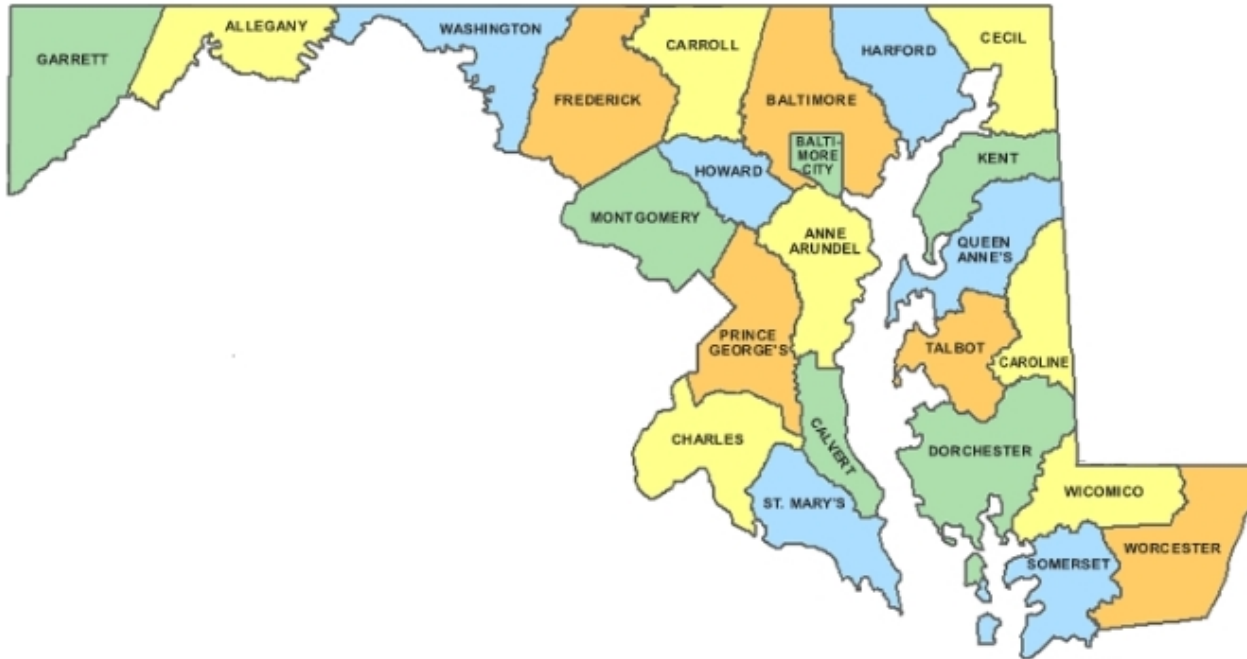 GARRETT
ALLEGANY
WASHINGTON
FREDERICK
CARROLL
BALTIMORE
HARFORD
CECIL
BALTI-
MORE
CITY
KENT
HOWARD
MONTGOMERY
ANNE
ARUNDEL
QUEEN
ANNE'S
PRINCE
GEORGE'S
TALBOT
CAROLINE
CHARLES
CALVERT
DORCHESTER
ST. MARY'S
WICOMICO
SOMERSET
WORCESTER